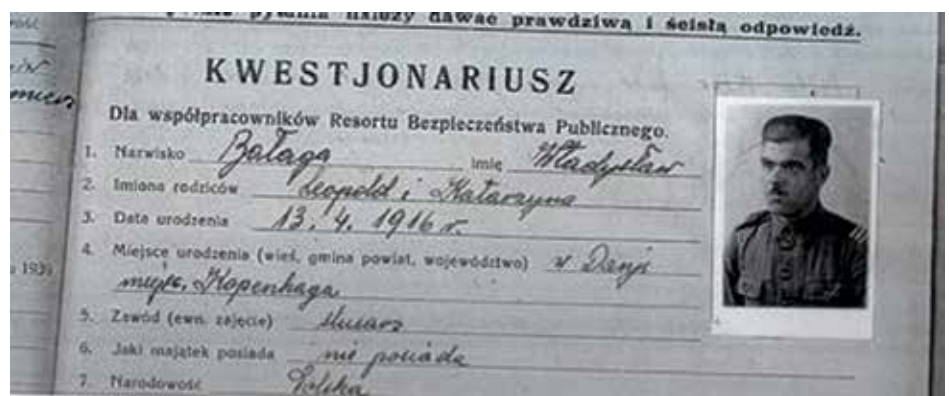 pytania należy dawać prawdziwą i ścisłą odpowiedź.
KWESTJONARIUSZ
Dla współpracowników Resortu Bezpieczeństwa Publicznego.
1. Nazwisko Bałaga imię Władysław
2. Imiona rodziców Leopold i Katarzyna
3. Data urodzenia 13. 4. 1916 r.
4. Miejsce urodzenia (wieś, gmina powiat, województwo) w Danji
Kopenhaga
5. Zawód (ewn. zajęcie) ślusarz
6. Jaki majątek posiada nie posiada
7. Narodowość Polska
1939